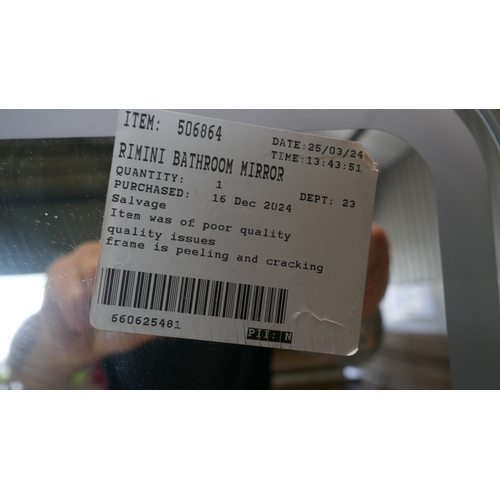 ITEM: 506864
DATE:25/03/24
RIMINI BATHROOM MIRROR
TIME:13:43:51
QUANTITY: 1
DEPT: 23
PURCHASED: 16 Dec 2024
Salvage
Item was of poor quality
quality issues
frame is peeling and cracking
660625481
PII: N